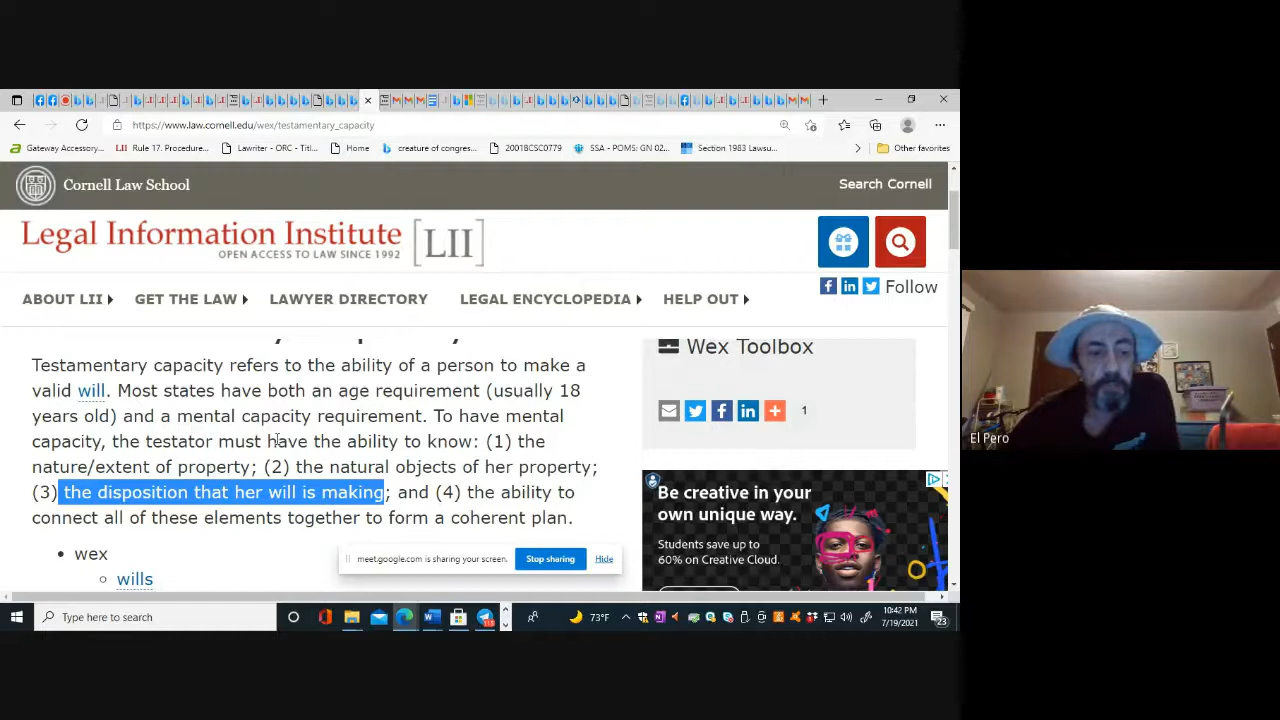 https://www.law.cornell.edu/wex/testamentary_capacity
Gateway Accessory...
LII Rule 17. Procedure...
Lawriter - ORC - Titl...
Home
creature of congres...
20018CSC0779
SSA - POMS: GN 02...
Section 1983 Lawsu...
Other favorites
Cornell Law School
Search Cornell
Legal Information Institute [LII]
OPEN ACCESS TO LAW SINCE 1992
ABOUT LII
GET THE LAW
LAWYER DIRECTORY
LEGAL ENCYCLOPEDIA
HELP OUT
Follow
Testamentary capacity refers to the ability of a person to make a
valid will. Most states have both an age requirement (usually 18
years old) and a mental capacity requirement. To have mental
capacity, the testator must have the ability to know: (1) the
nature/extent of property; (2) the natural objects of her property;
(3) the disposition that her will is making; and (4) the ability to
connect all of these elements together to form a coherent plan.
wex
wills
Wex Toolbox
1
Be creative in your
own unique way.
Students save up to
60% on Creative Cloud.
meet.google.com is sharing your screen.
Stop sharing
Hide
El Pero
Type here to search
73°F
10:42 PM
7/19/2021
23